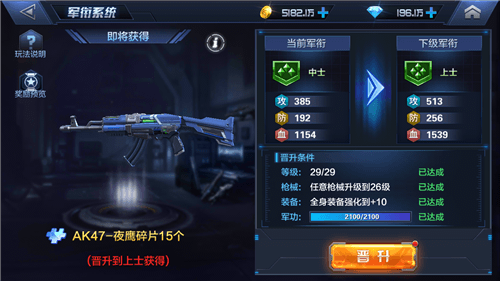 军衔系统
5182.1万
196.1万
玩法说明
奖励预览
即将获得
AK47-夜鹰碎片15个
(晋升到上士获得)
当前军衔
下级军衔
中士
上士
攻 385
攻 513
防 192
防 256
血 1154
血 1539
晋升条件
等级: 29/29 已达成
枪械: 任意枪械升级到26级 已达成
装备: 全身装备强化到+10 已达成
军功: 2100/2100 已达成
晋升